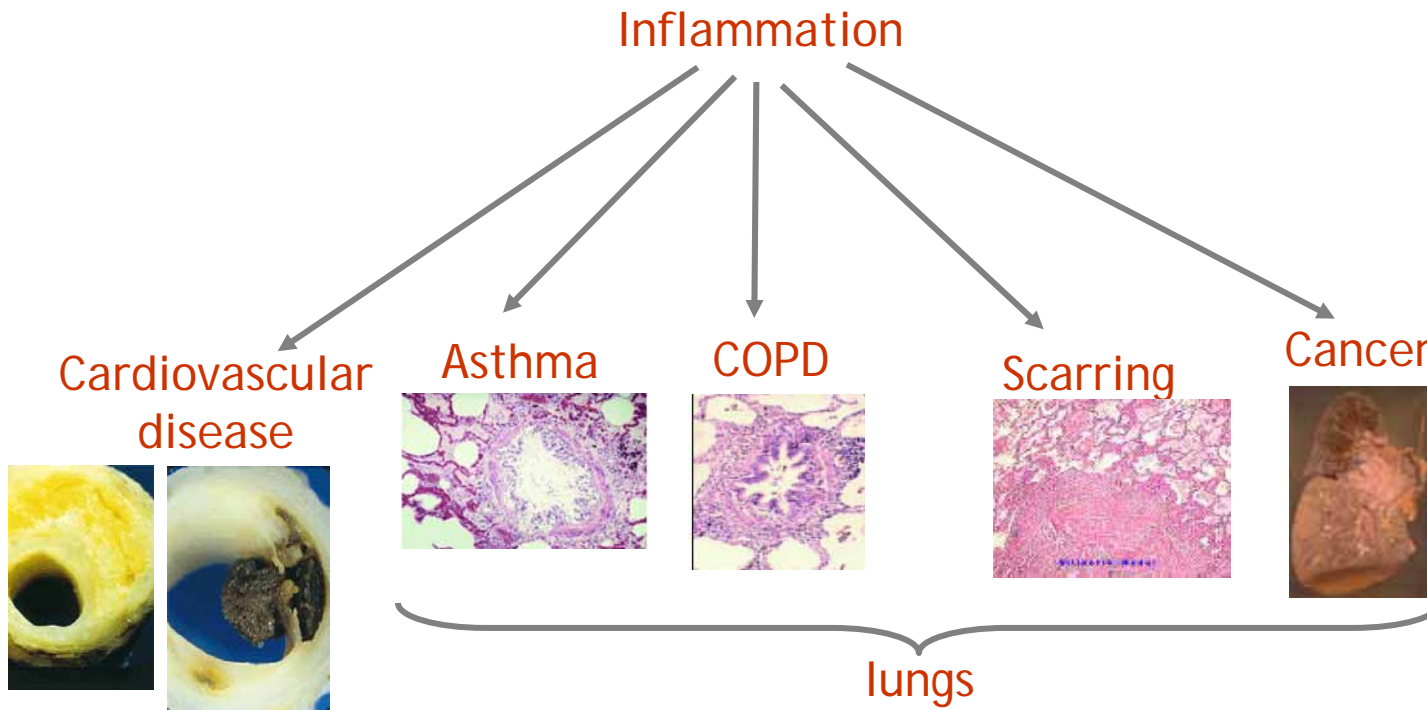 Inflammation
Cardiovascular
disease
Asthma
COPD
Scarring
Cancer
lungs